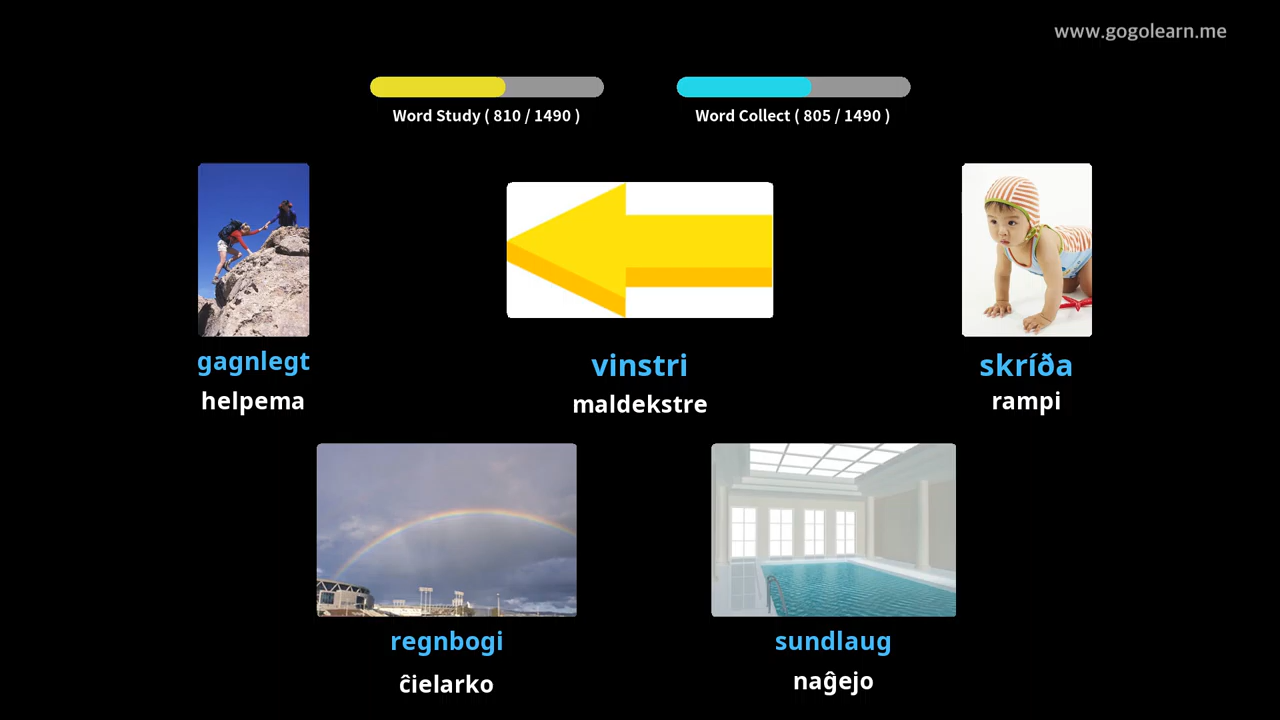 www.gogolearn.me
Word Study ( 810 / 1490 )
Word Collect ( 805 / 1490 )
gagnlegt
helpema
vinstri
maldekstre
skríða
rampi
regnbogi
ĉielarko
sundlaug
naĝejo